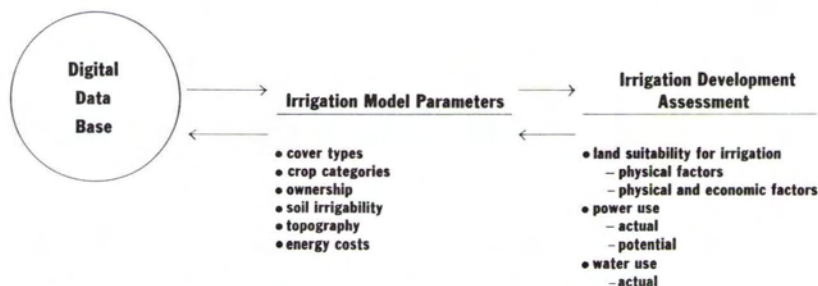 Digital
Data
Base
Irrigation Model Parameters
• cover types
• crop categories
• ownership
• soil irrigability
• topography
• energy costs
Irrigation Development
Assessment
• land suitability for irrigation
– physical factors
– physical and economic factors
• power use
– actual
– potential
• water use
– actual